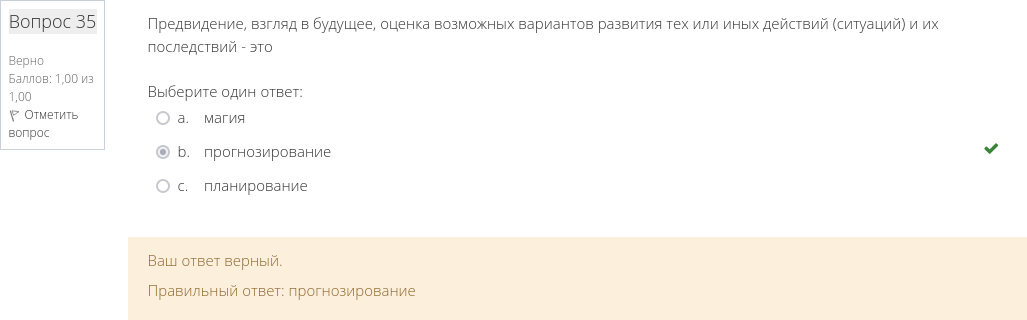 Вопрос 35
Верно
Баллов: 1,00 из
1,00
Отметить
вопрос
Предвидение, взгляд в будущее, оценка возможных вариантов развития тех или иных действий (ситуаций) и их
последствий - это
Выберите один ответ:
a. магия
b. прогнозирование
c. планирование
Ваш ответ верный.
Правильный ответ: прогнозирование